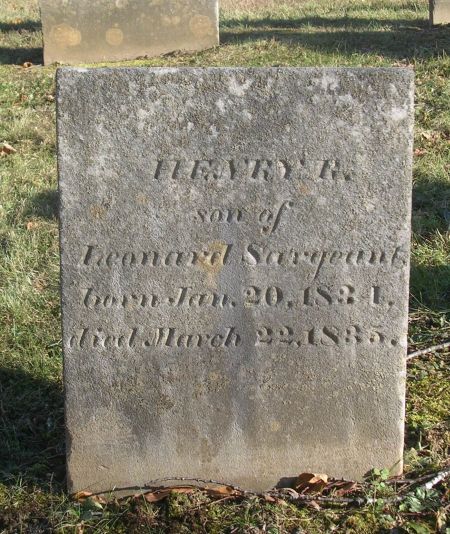 HENRY R.
son of
Leonard Sargeant,
born Jan. 20, 1834,
died March 22, 1835.